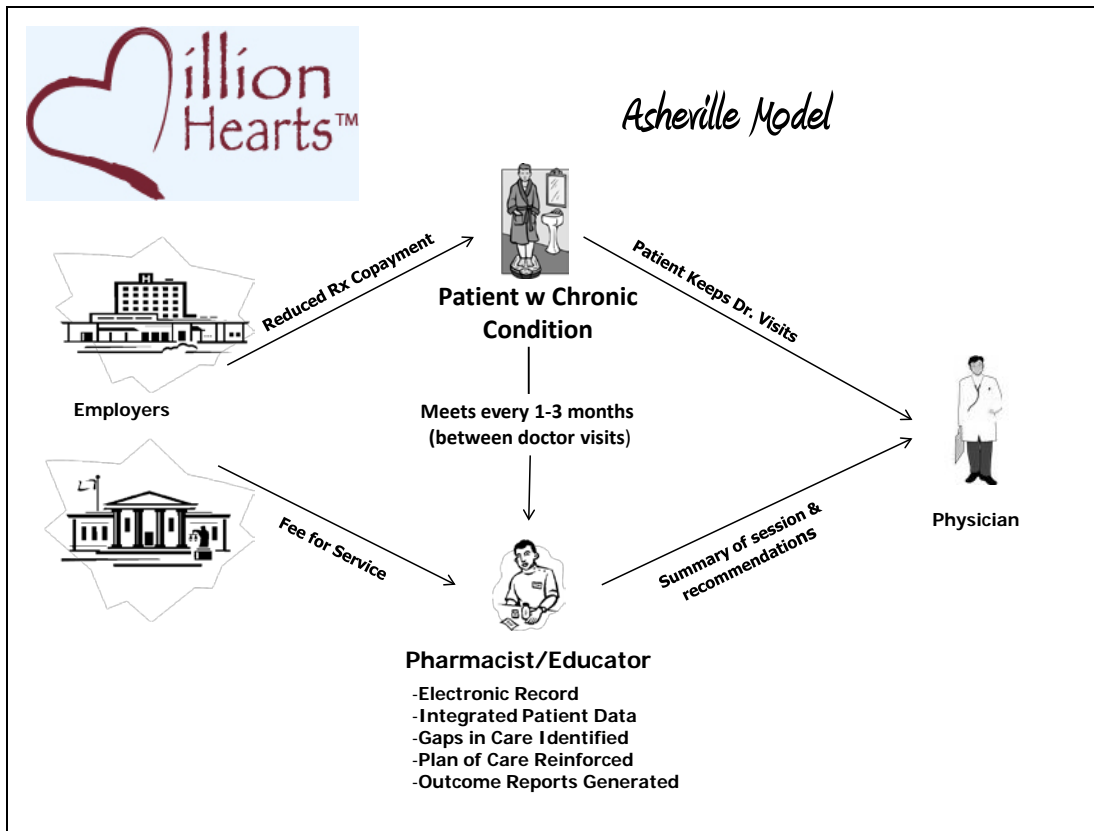 Million
Hearts™
Asheville Model
Reduced Rx Copayment
Patient w Chronic
Condition
Patient Keeps Dr. Visits
Employers
Meets every 1-3 months
(between doctor visits)
Physician
Fee for Service
Summary of session &
recommendations
Pharmacist/Educator
-Electronic Record
-Integrated Patient Data
-Gaps in Care Identified
-Plan of Care Reinforced
-Outcome Reports Generated
H